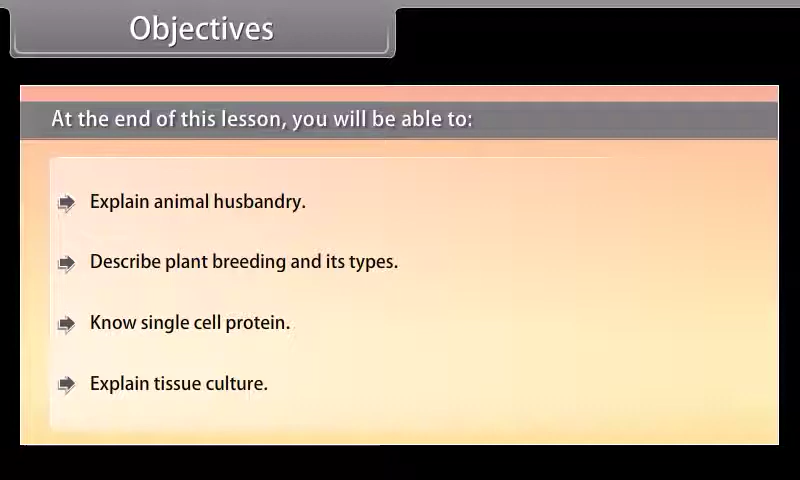 Objectives
At the end of this lesson, you will be able to:
Explain animal husbandry.
Describe plant breeding and its types.
Know single cell protein.
Explain tissue culture.